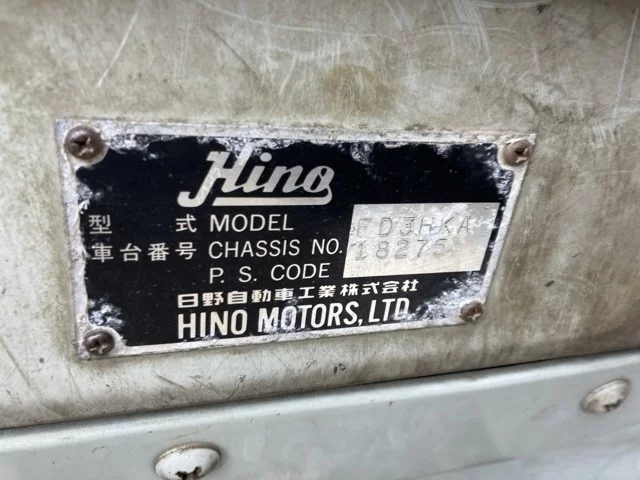 Hino
型 式 MODEL FD3HKA
車台番号 CHASSIS NO. 18275
P. S. CODE
日野自動車工業株式会社
HINO MOTORS, LTD.